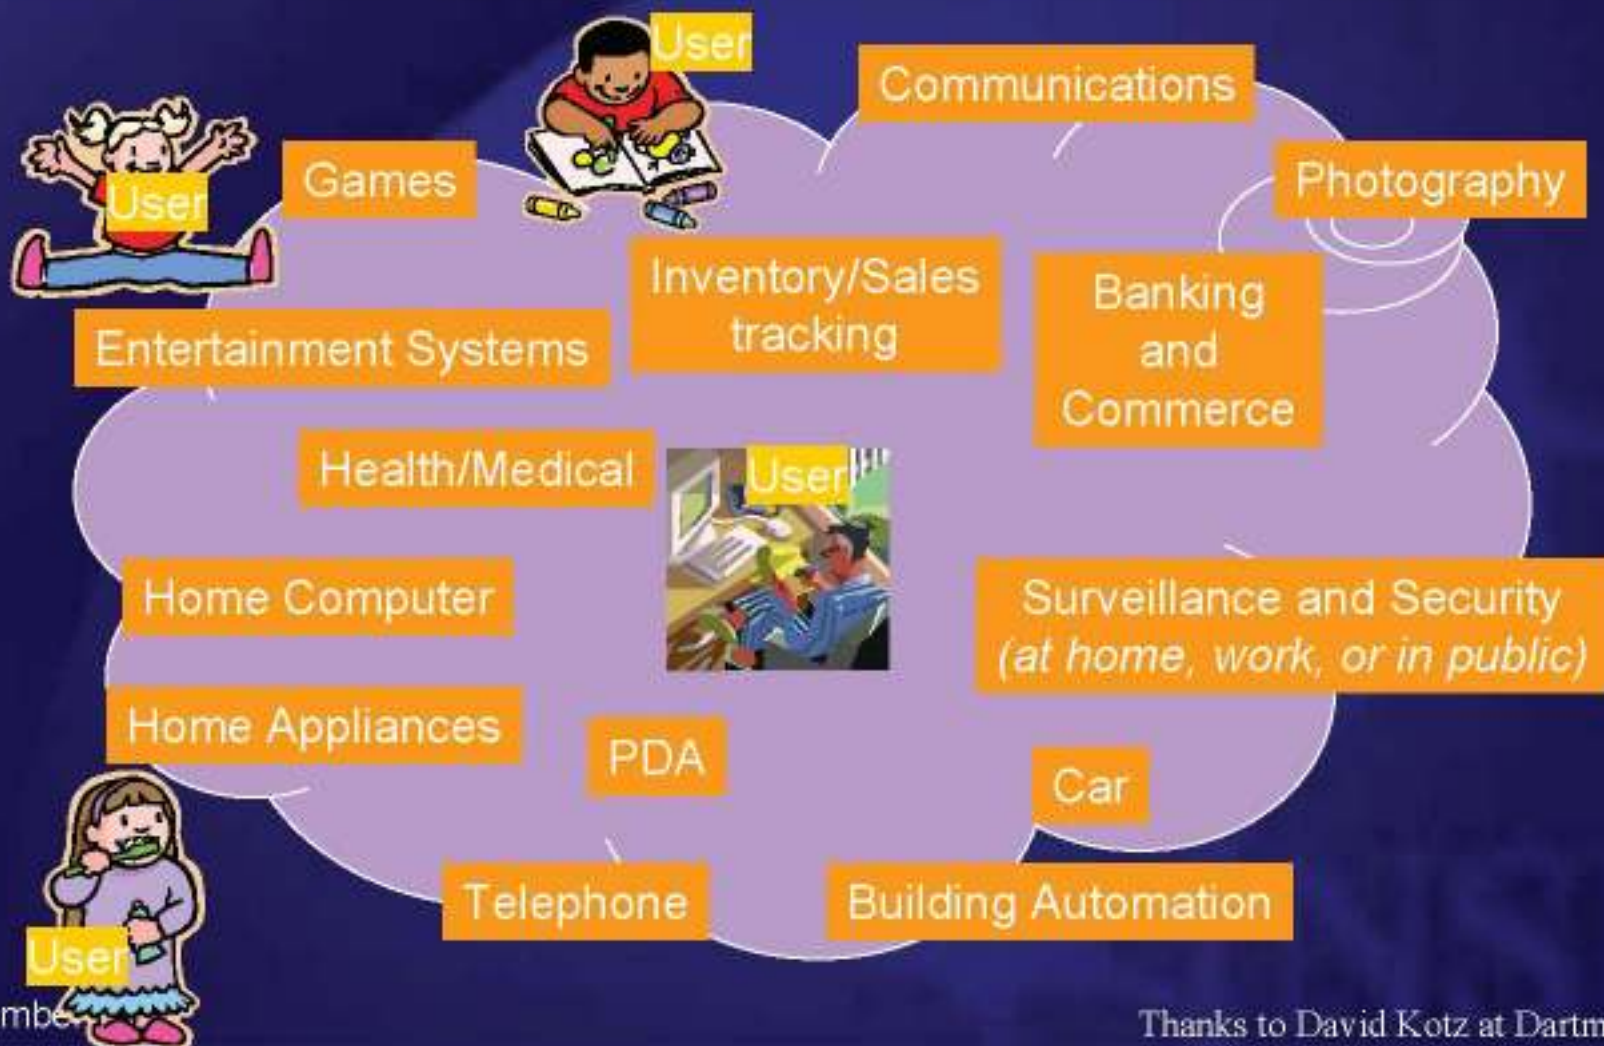 User
Communications
User
Games
Photography
Inventory/Sales
tracking
Banking
and
Commerce
Entertainment Systems
Health/Medical
User
Home Computer
Surveillance and Security
(at home, work, or in public)
Home Appliances
PDA
Car
Telephone
Building Automation
User
Thanks to David Kotz at Dartm